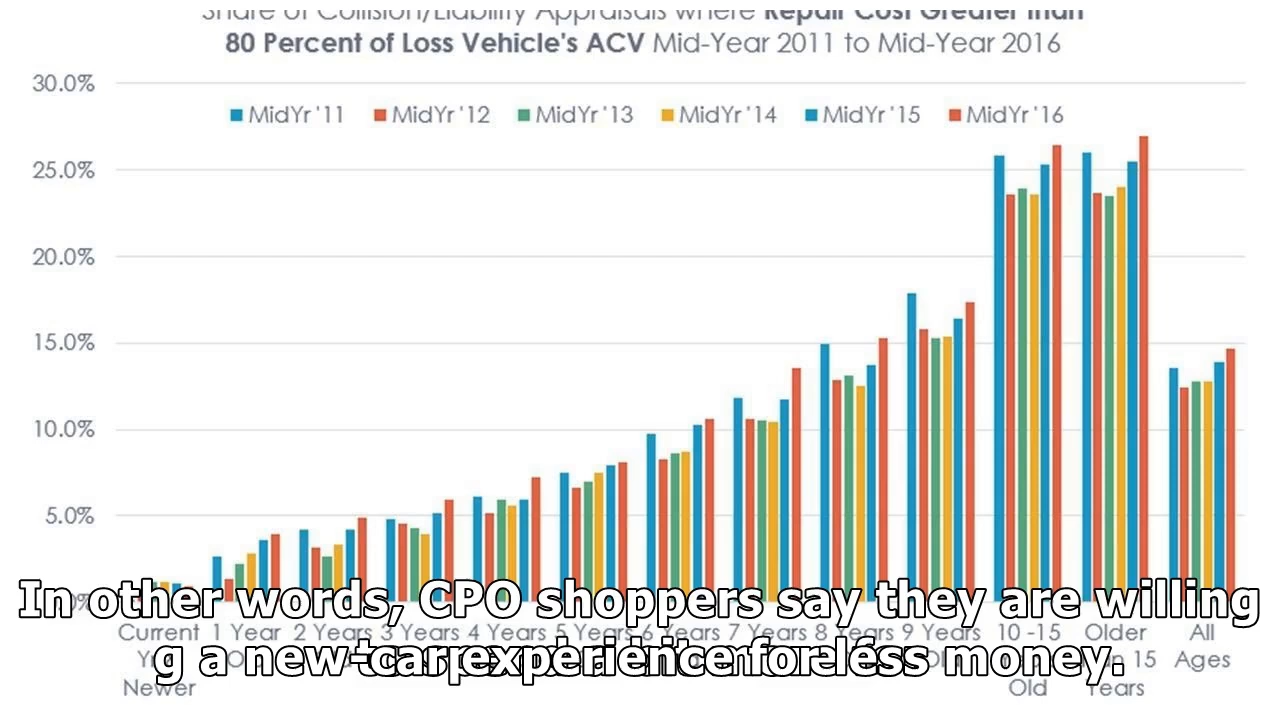 Share of Collision/Liability Appraisals where Repair Cost Greater than
80 Percent of Loss Vehicle's ACV Mid-Year 2011 to Mid-Year 2016
30.0%
MidYr '11 MidYr '12 MidYr '13 MidYr '14 MidYr '15 MidYr '16
25.0%
20.0%
15.0%
10.0%
5.0%
In other words, CPO shoppers say they are willing
Current 1 Year 2 Years 3 Years 4 Years 5 Years 6 Years 7 Years 8 Years 9 Years 10 -15 Older All
g a new-car experience for less money.
15 Ages
Newer Old Years